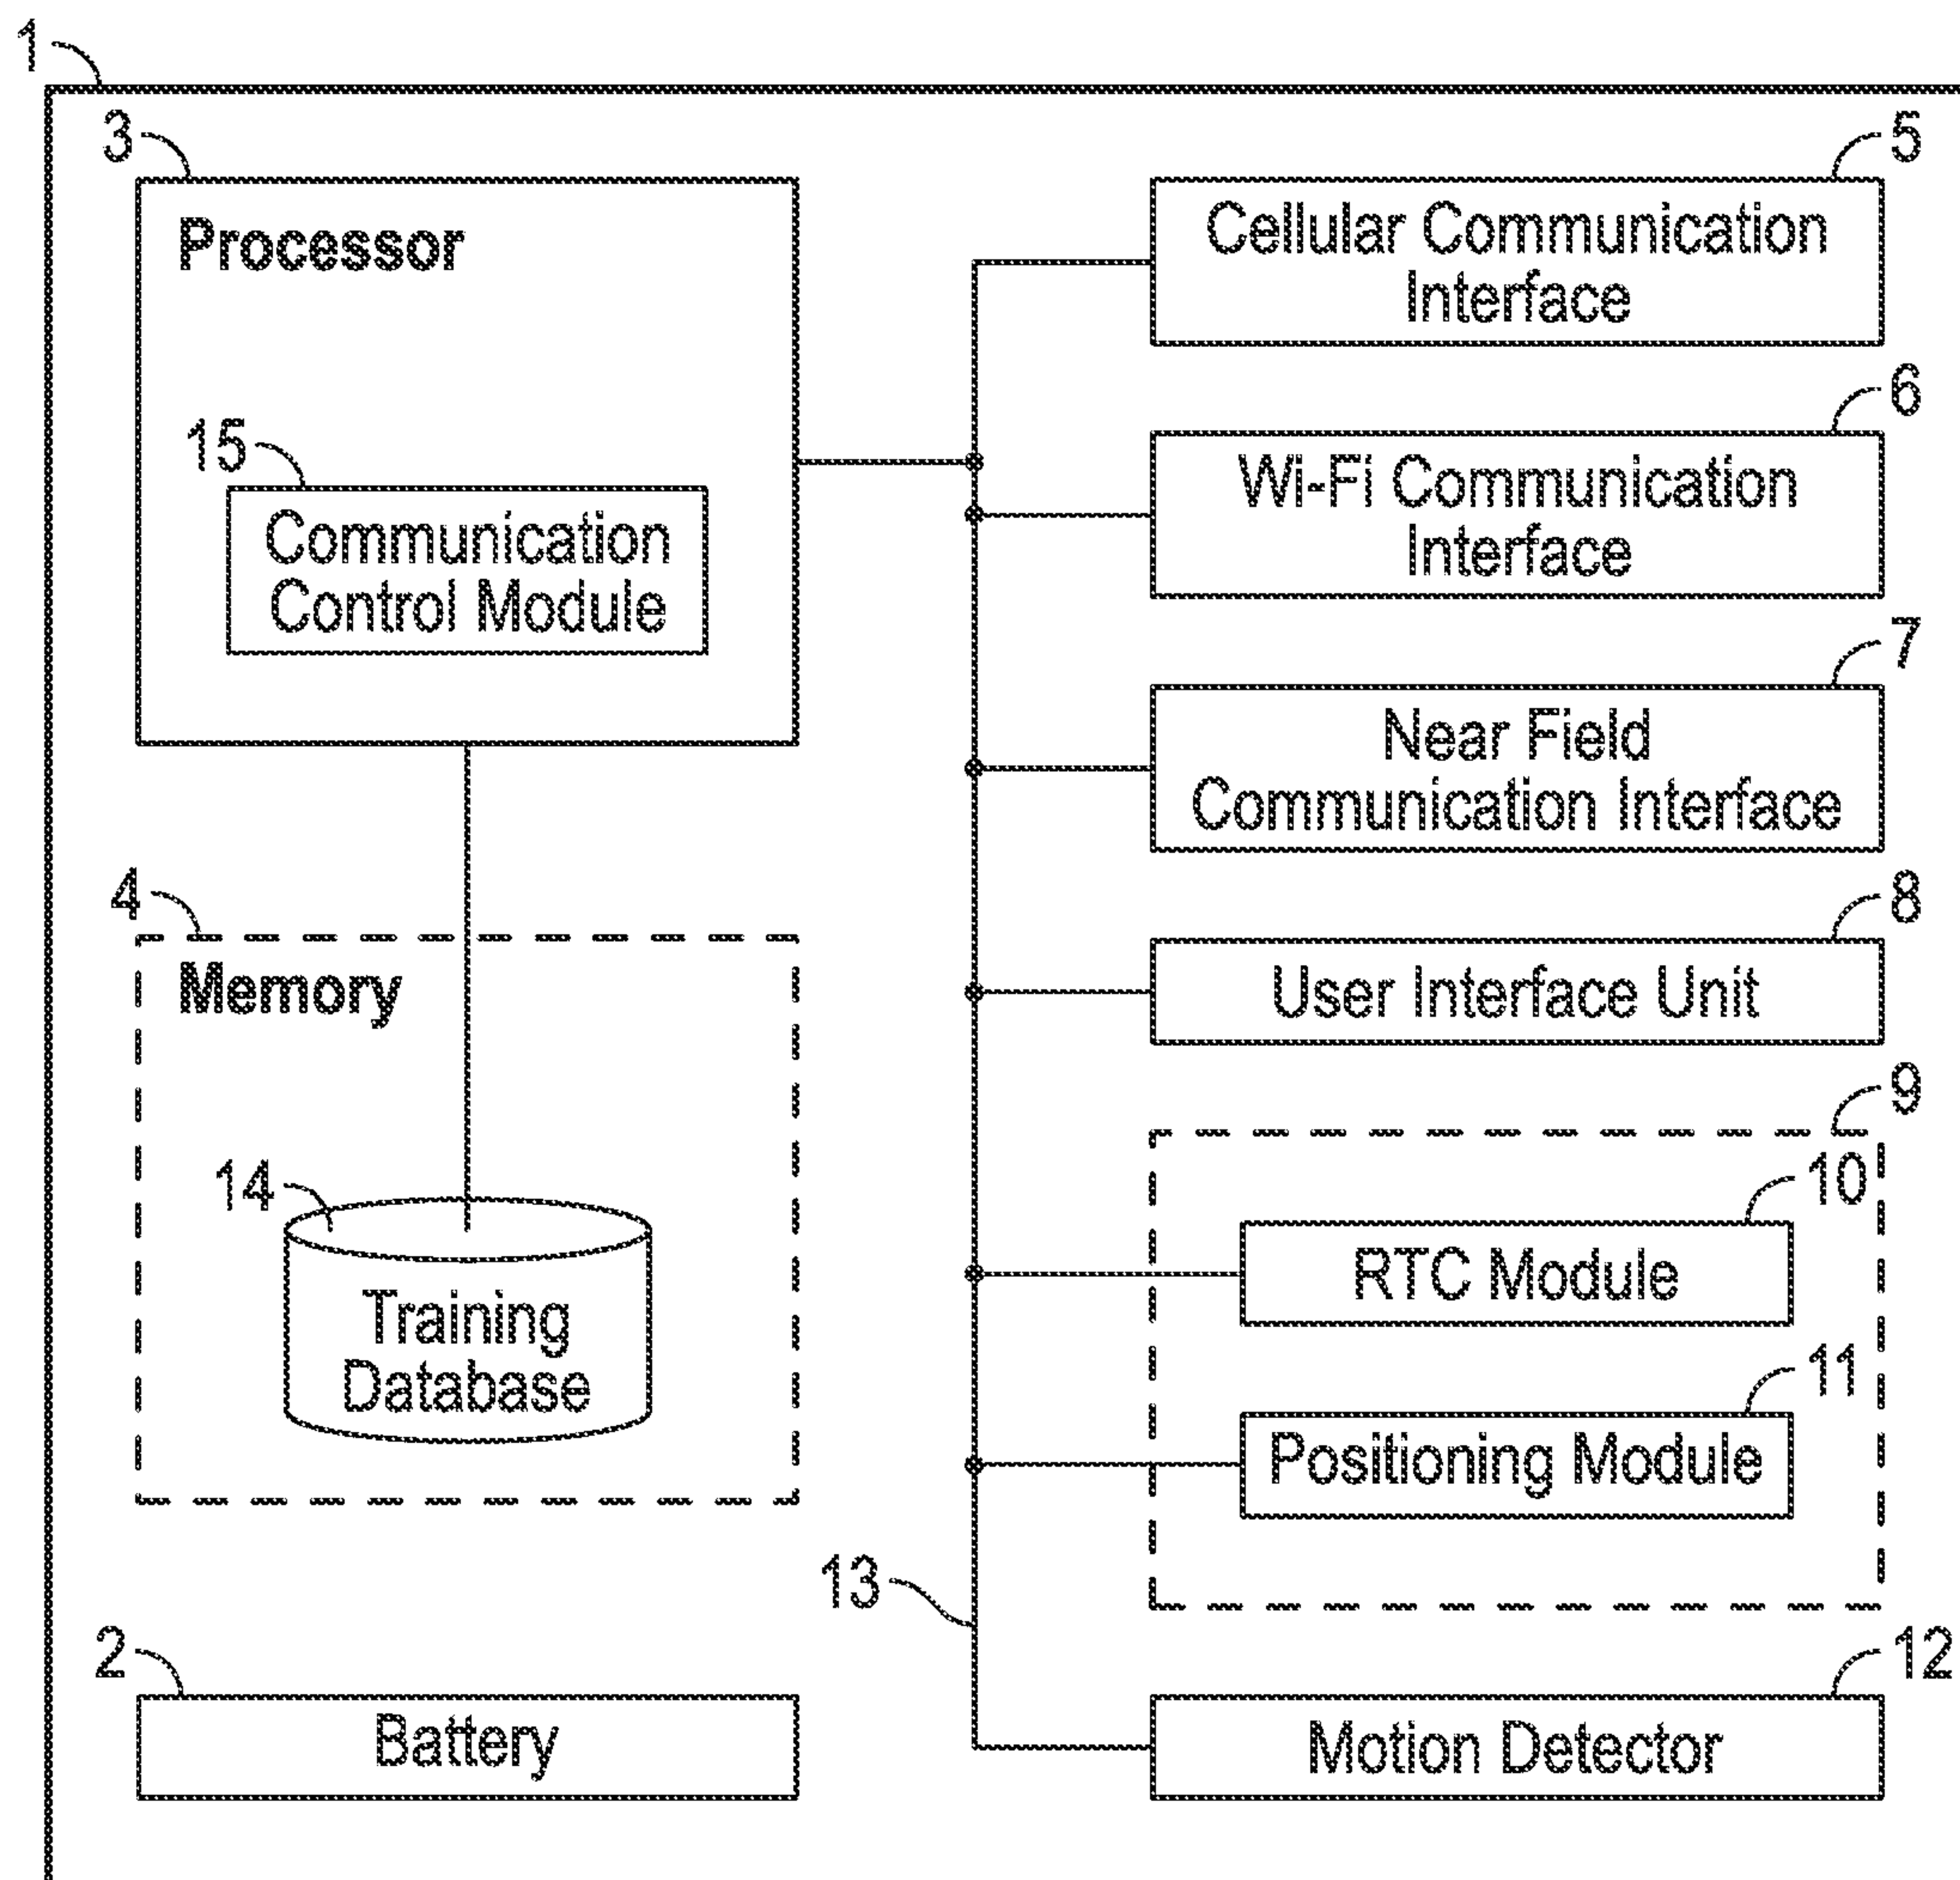 1
3
Processor
15
Communication
Control Module
4
Memory
14
Training
Database
2
Battery
5
Cellular Communication
Interface
6
Wi-Fi Communication
Interface
7
Near Field
Communication Interface
8
User Interface Unit
9
10
RTC Module
11
Positioning Module
13
12
Motion Detector